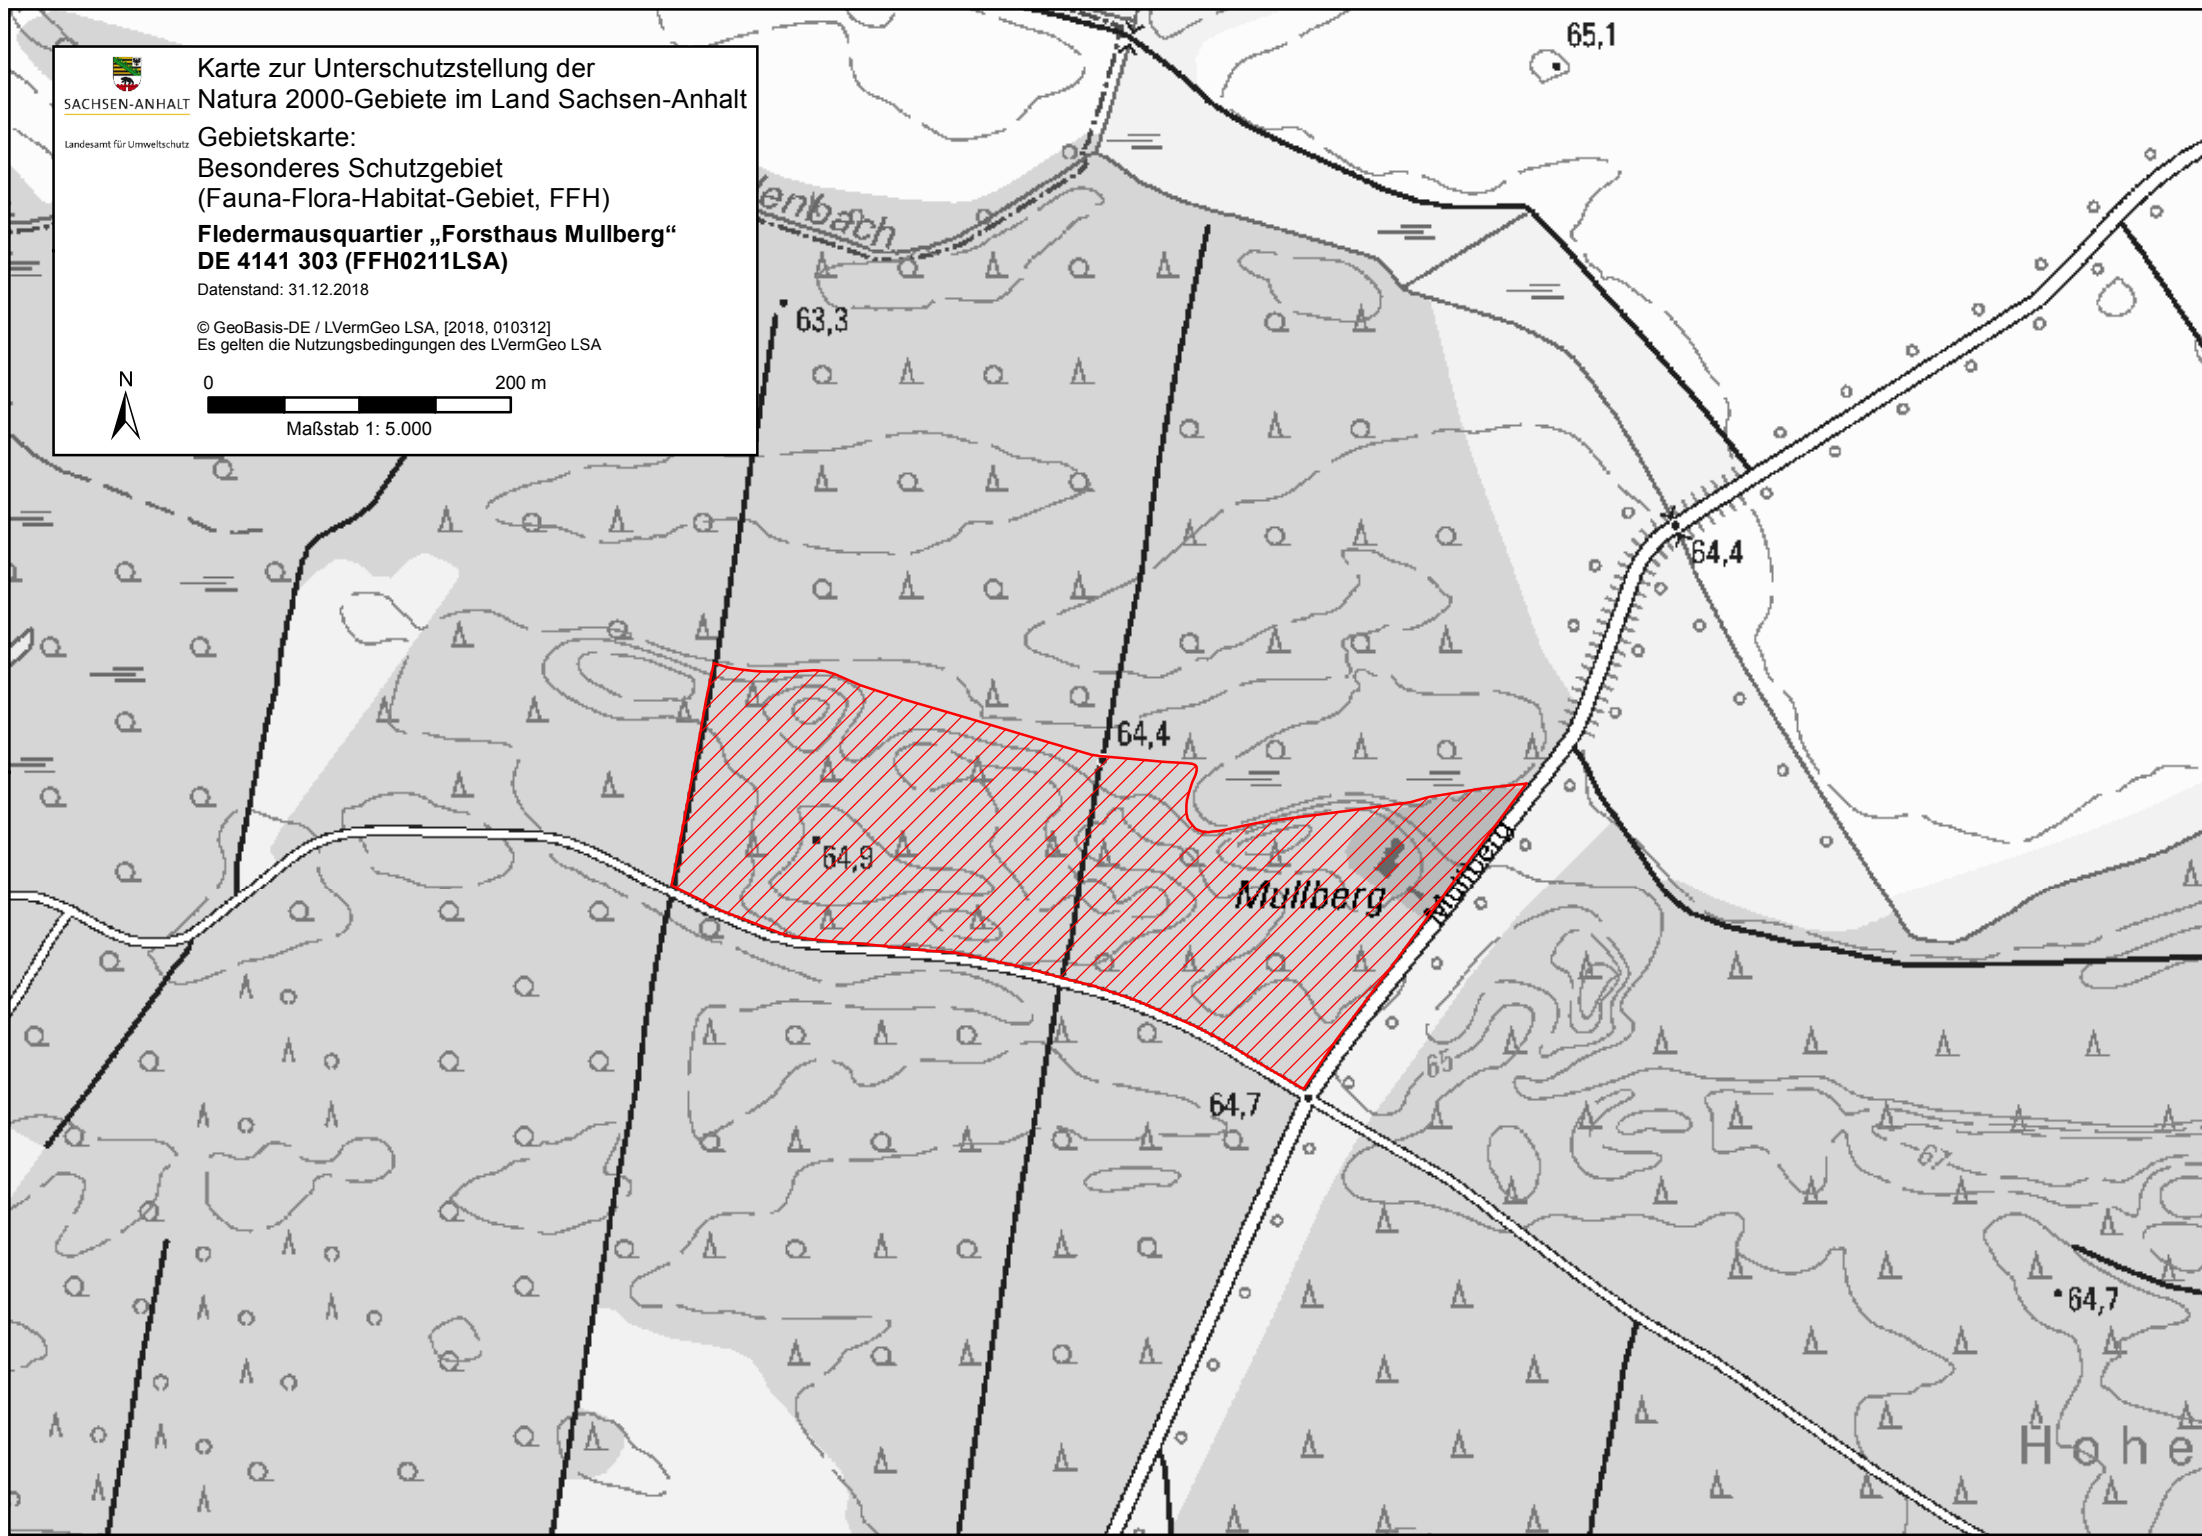 SACHSEN-ANHALT
Landesamt für Umweltschutz
Karte zur Unterschutzstellung der
Natura 2000-Gebiete im Land Sachsen-Anhalt
Gebietskarte:
Besonderes Schutzgebiet
(Fauna-Flora-Habitat-Gebiet, FFH)
Fledermausquartier „Forsthaus Mullberg“
DE 4141 303 (FFH0211LSA)
Datenstand: 31.12.2018
© GeoBasis-DE / LVermGeo LSA, [2018, 010312]
Es gelten die Nutzungsbedingungen des LVermGeo LSA
N
0 200 m
Maßstab 1: 5.000
65,1
enbach
63,3
64,4
64,4
64,9
Mullberg
65
64,7
67
64,7
Hohe